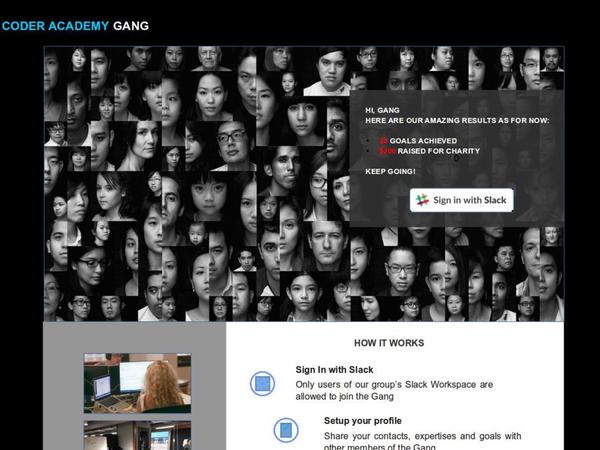 CODER ACADEMY GANG
HI, GANG
HERE ARE OUR AMAZING RESULTS AS FOR NOW:
GOALS ACHIEVED
$200 RAISED FOR CHARITY
KEEP GOING!
Sign in with Slack
HOW IT WORKS
Sign In with Slack
Only users of our group's Slack Workspace are
allowed to join the Gang
Setup your profile
Share your contacts, expertises and goals with
other members of the Gang